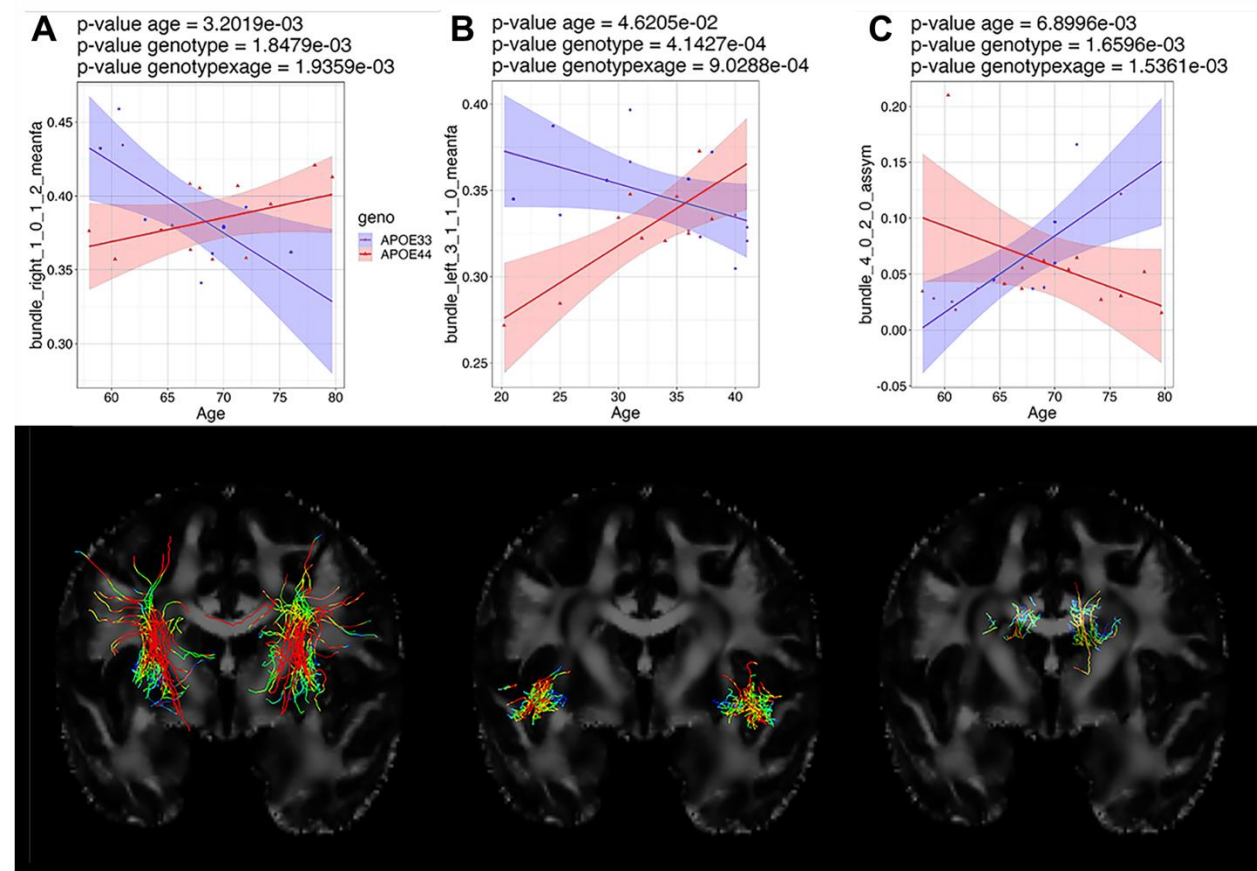 A
p-value age = 3.2019e-03
p-value genotype = 1.8479e-03
p-value genotypexage = 1.9359e-03
bundle_right_1_0_1_2_meanfa
0.45
0.40
0.35
0.30
60
65
70
75
80
Age
geno
APOE33
APOE44
B
p-value age = 4.6205e-02
p-value genotype = 4.1427e-04
p-value genotypexage = 9.0288e-04
bundle_left_3_1_1_0_meanfa
0.40
0.35
0.30
0.25
20
25
30
35
40
Age
C
p-value age = 6.8996e-03
p-value genotype = 1.6596e-03
p-value genotypexage = 1.5361e-03
bundle_4_0_2_0_assym
0.20
0.15
0.10
0.05
0.00
-0.05
60
65
70
75
80
Age